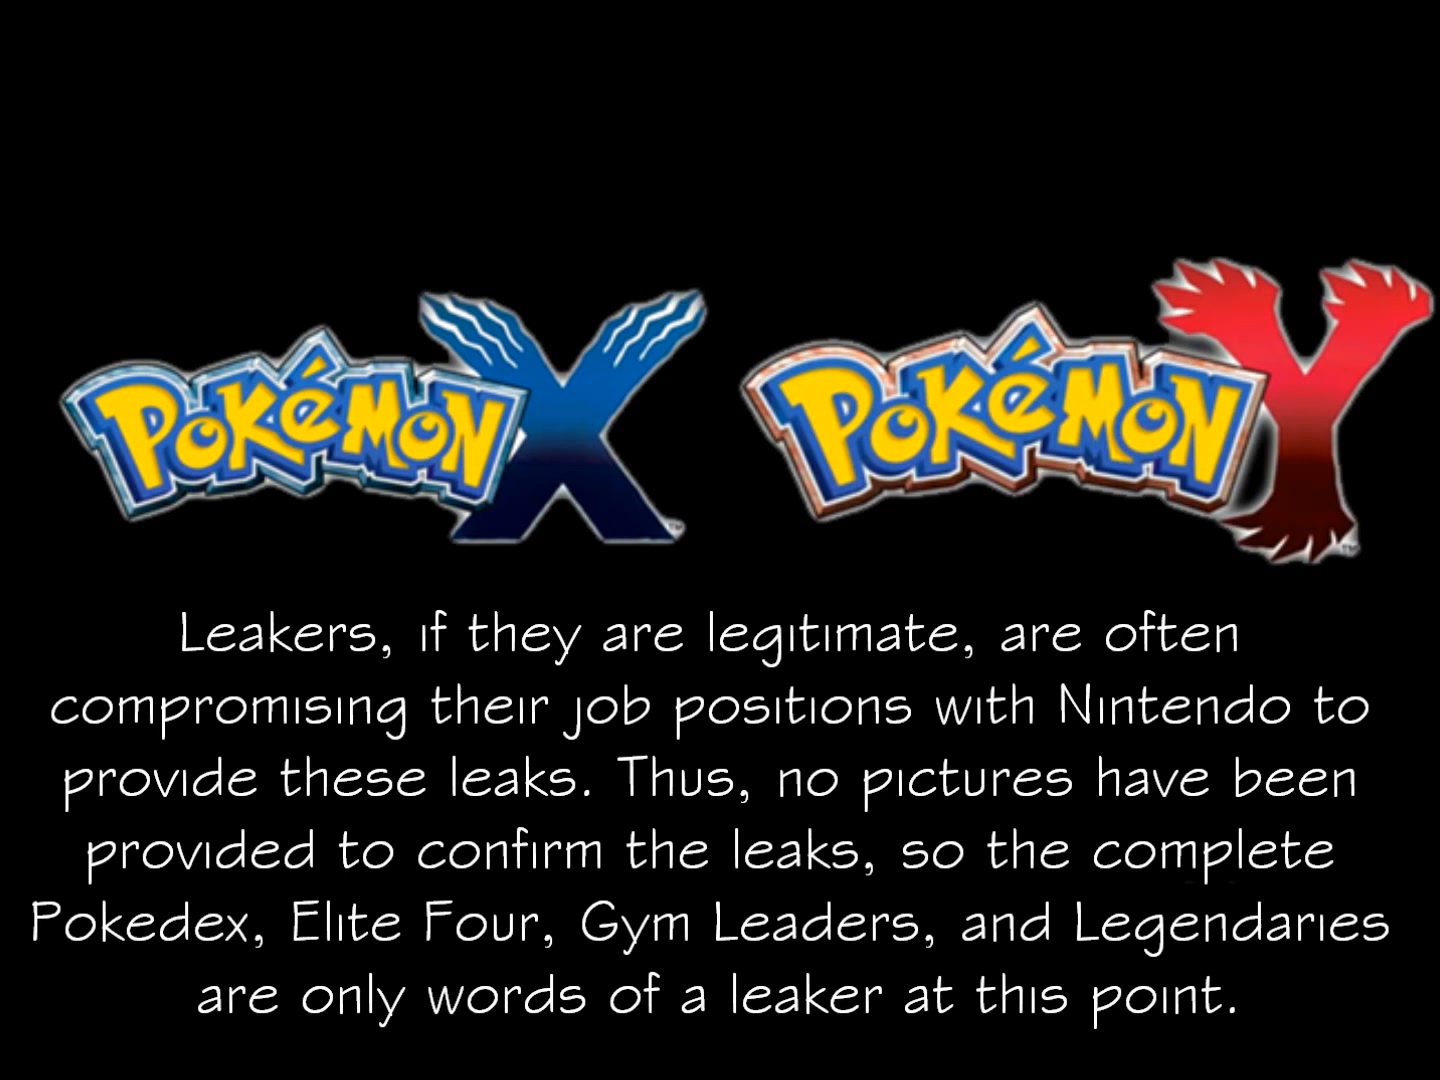 POKéMON X POKéMON Y
™ ™
Leakers, if they are legitimate, are often
compromising their job positions with Nintendo to
provide these leaks. Thus, no pictures have been
provided to confirm the leaks, so the complete
Pokedex, Elite Four, Gym Leaders, and Legendaries
are only words of a leaker at this point.